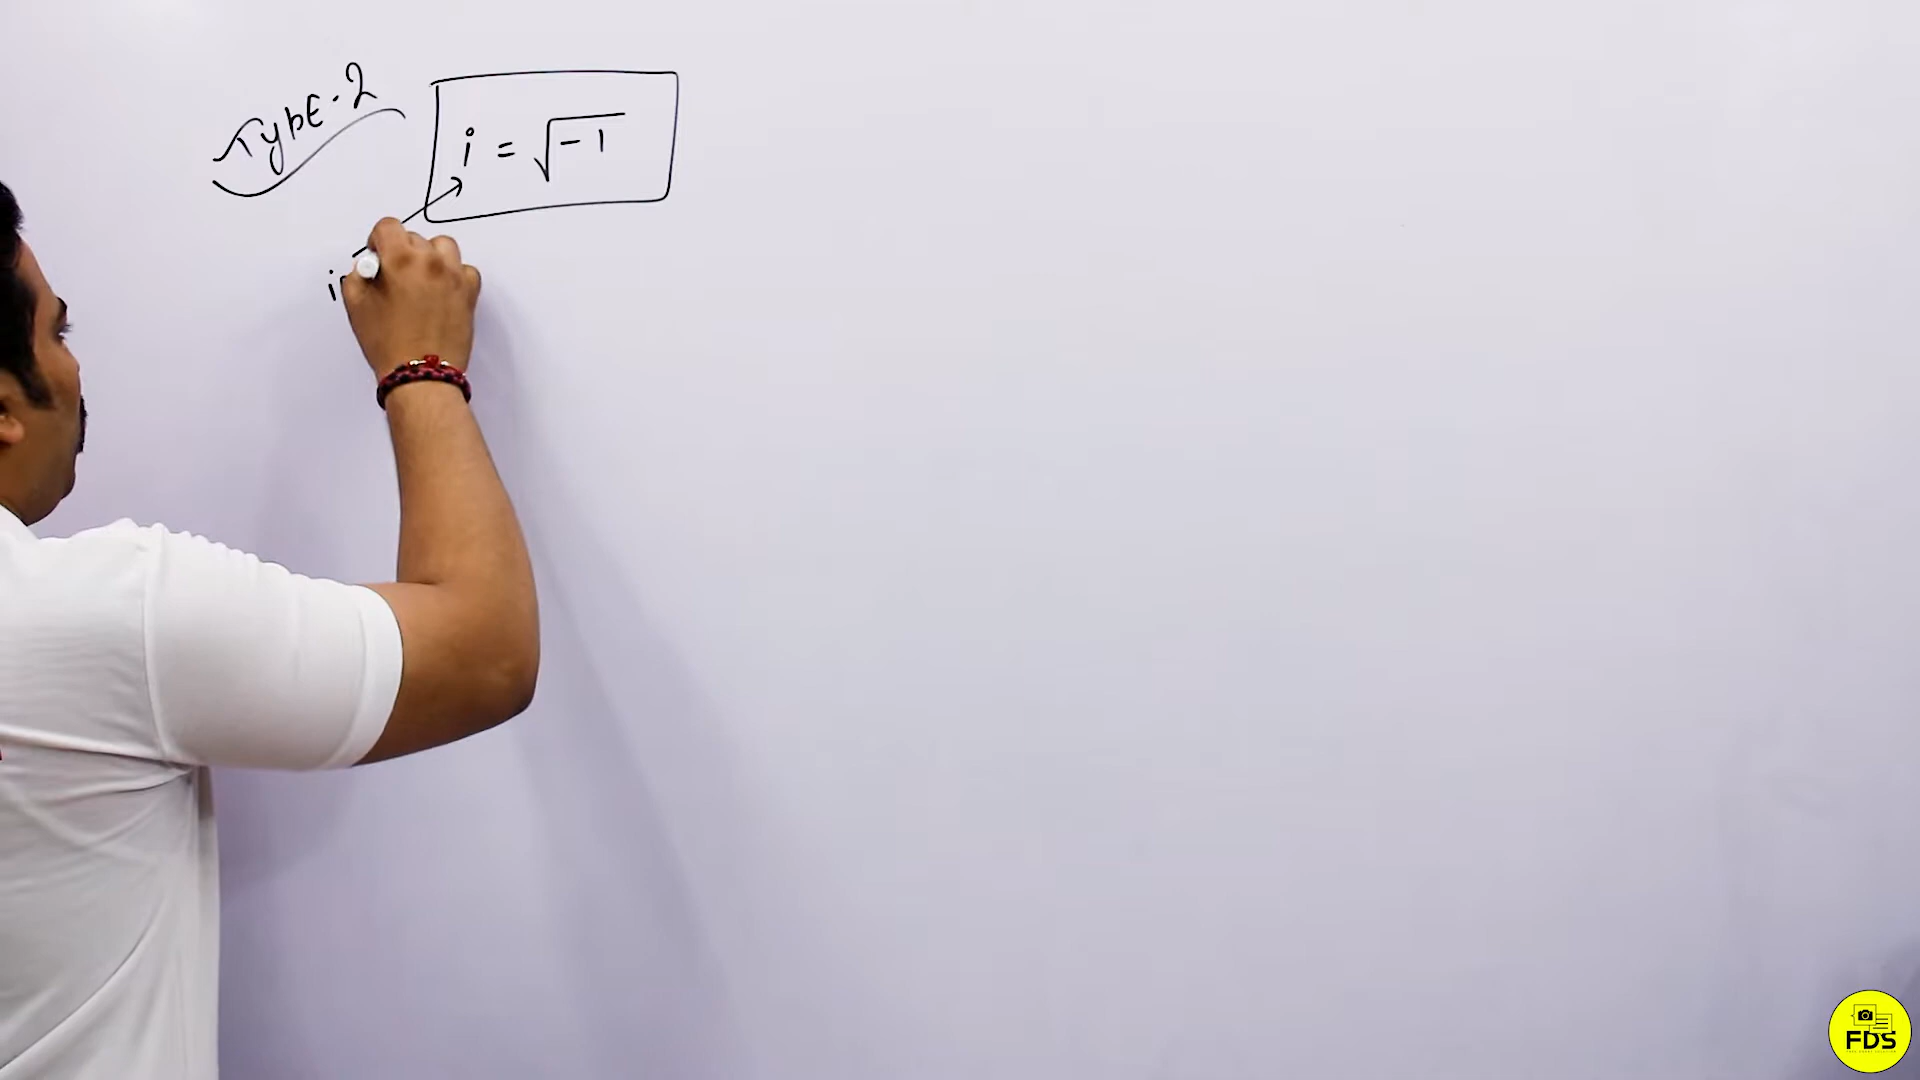 TypE-2
i = √-1
i
FDS